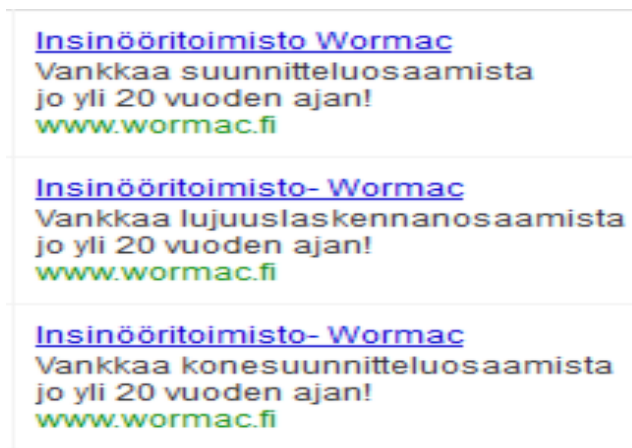 Insinööritoimisto Wormac
Vankkaa suunnitteluosaamista
jo yli 20 vuoden ajan!
www.wormac.fi
Insinööritoimisto- Wormac
Vankkaa lujuuslaskennanosaamista
jo yli 20 vuoden ajan!
www.wormac.fi
Insinööritoimisto- Wormac
Vankkaa konesuunnitteluosaamista
jo yli 20 vuoden ajan!
www.wormac.fi